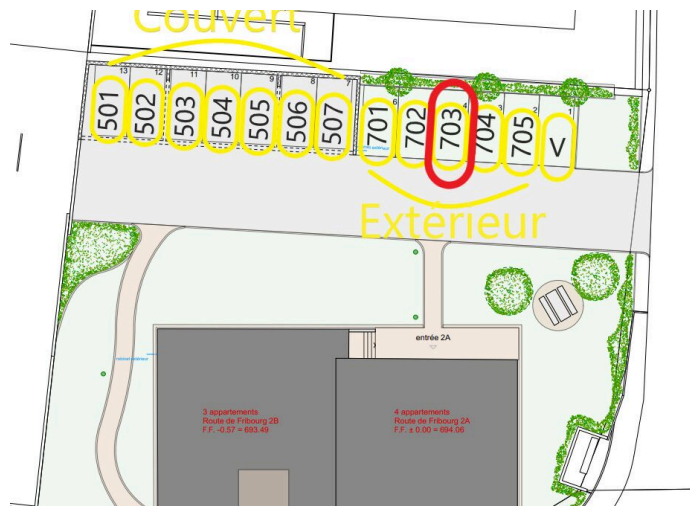 Couvert
13 12 11 10 9 8 7 6 4 3 2
501 502 503 504 505 506 507 701 702 703 704 705 V
Extérieur
entrée 2A
3 appartements
Route de Fribourg 2B
F.F. -0.57 = 693.49
4 appartements
Route de Fribourg 2A
F.F. ± 0.00 = 694.06